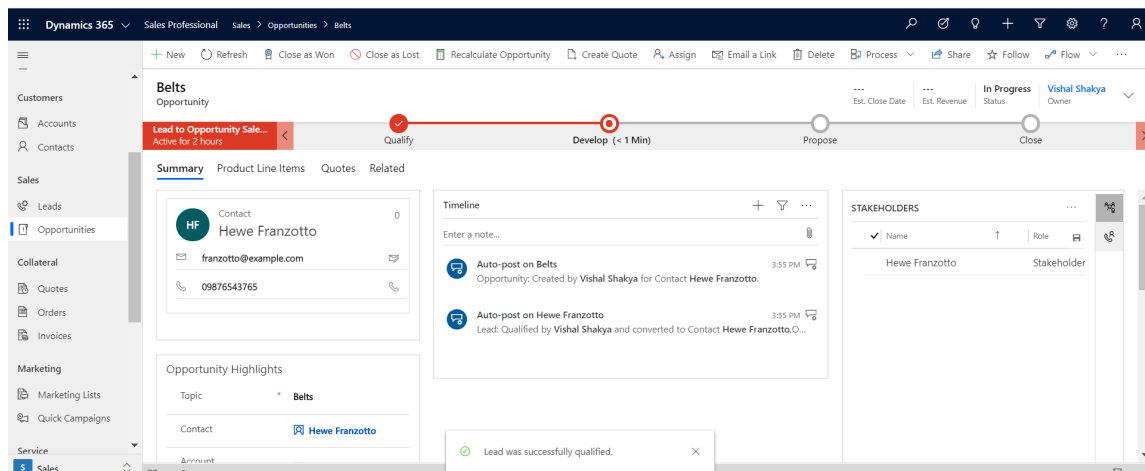 Dynamics 365 Sales Professional Sales > Opportunities > Belts
+ New Refresh Close as Won Close as Lost Recalculate Opportunity Create Quote Assign Email a Link Delete Process Share Follow Flow ...
Customers
Accounts
Contacts
Sales
Leads
Opportunities
Collateral
Quotes
Orders
Invoices
Marketing
Marketing Lists
Quick Campaigns
Service
S Sales
Belts
Opportunity
---
Est. Close Date
---
Est. Revenue
In Progress
Status
Vishal Shakya
Owner
Lead to Opportunity Sale...
Active for 2 hours
Qualify
Develop (< 1 Min)
Propose
Close
Summary Product Line Items Quotes Related
HF
Contact 0
Hewe Franzotto
franzotto@example.com
09876543765
Opportunity Highlights
Topic * Belts
Contact Hewe Franzotto
Account
Timeline
Enter a note...
Auto-post on Belts 3:55 PM
Opportunity: Created by Vishal Shakya for Contact Hewe Franzotto.
Auto-post on Hewe Franzotto 3:55 PM
Lead: Qualified by Vishal Shakya and converted to Contact Hewe Franzotto,O...
STAKEHOLDERS ...
Name ↑ Role
Hewe Franzotto Stakeholder
Lead was successfully qualified.